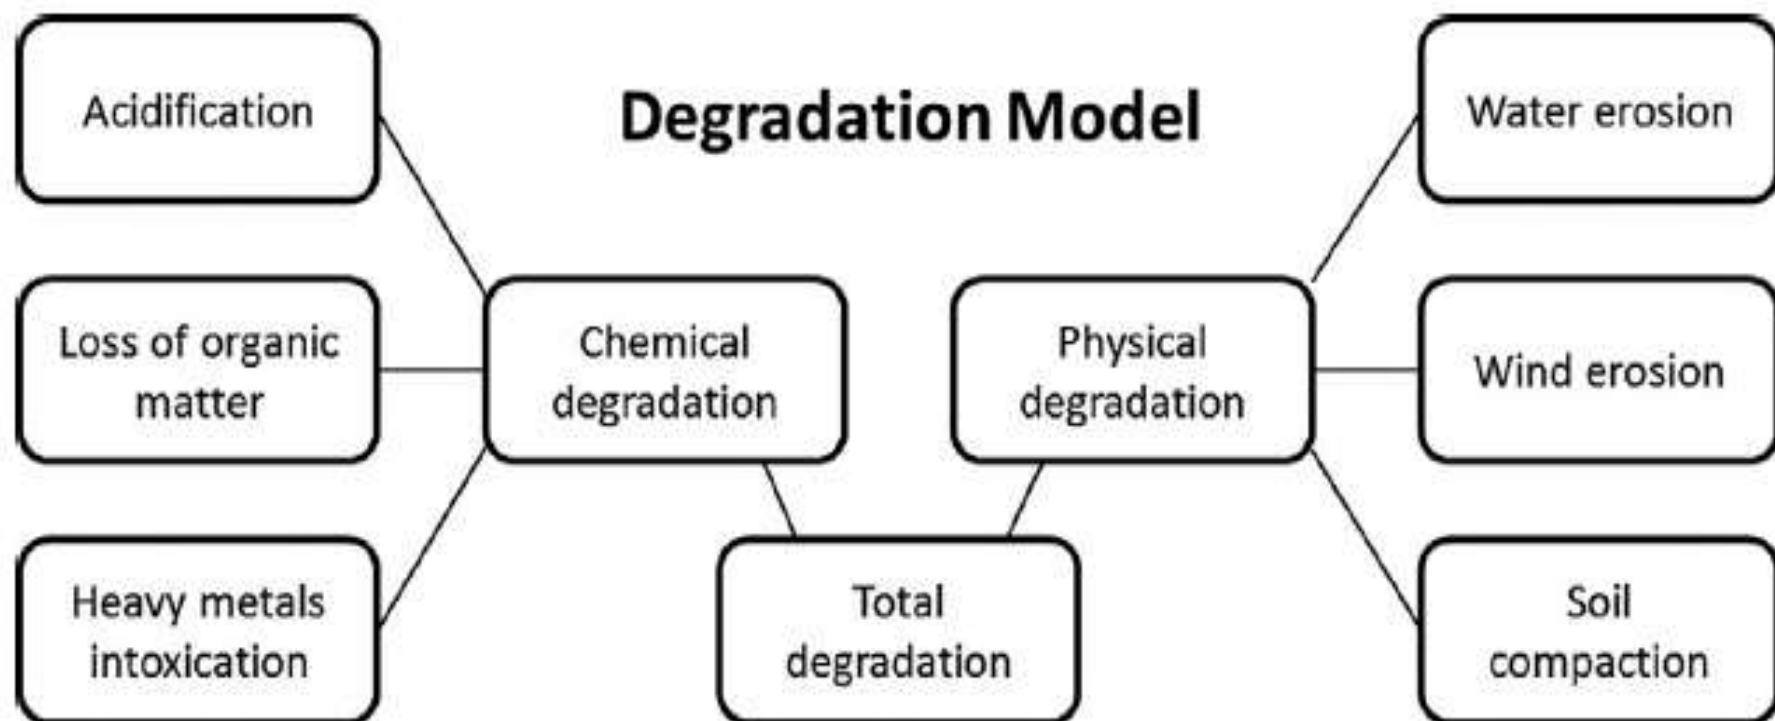 Degradation Model
Acidification
Loss of organic
matter
Heavy metals
intoxication
Chemical
degradation
Total
degradation
Physical
degradation
Water erosion
Wind erosion
Soil
compaction